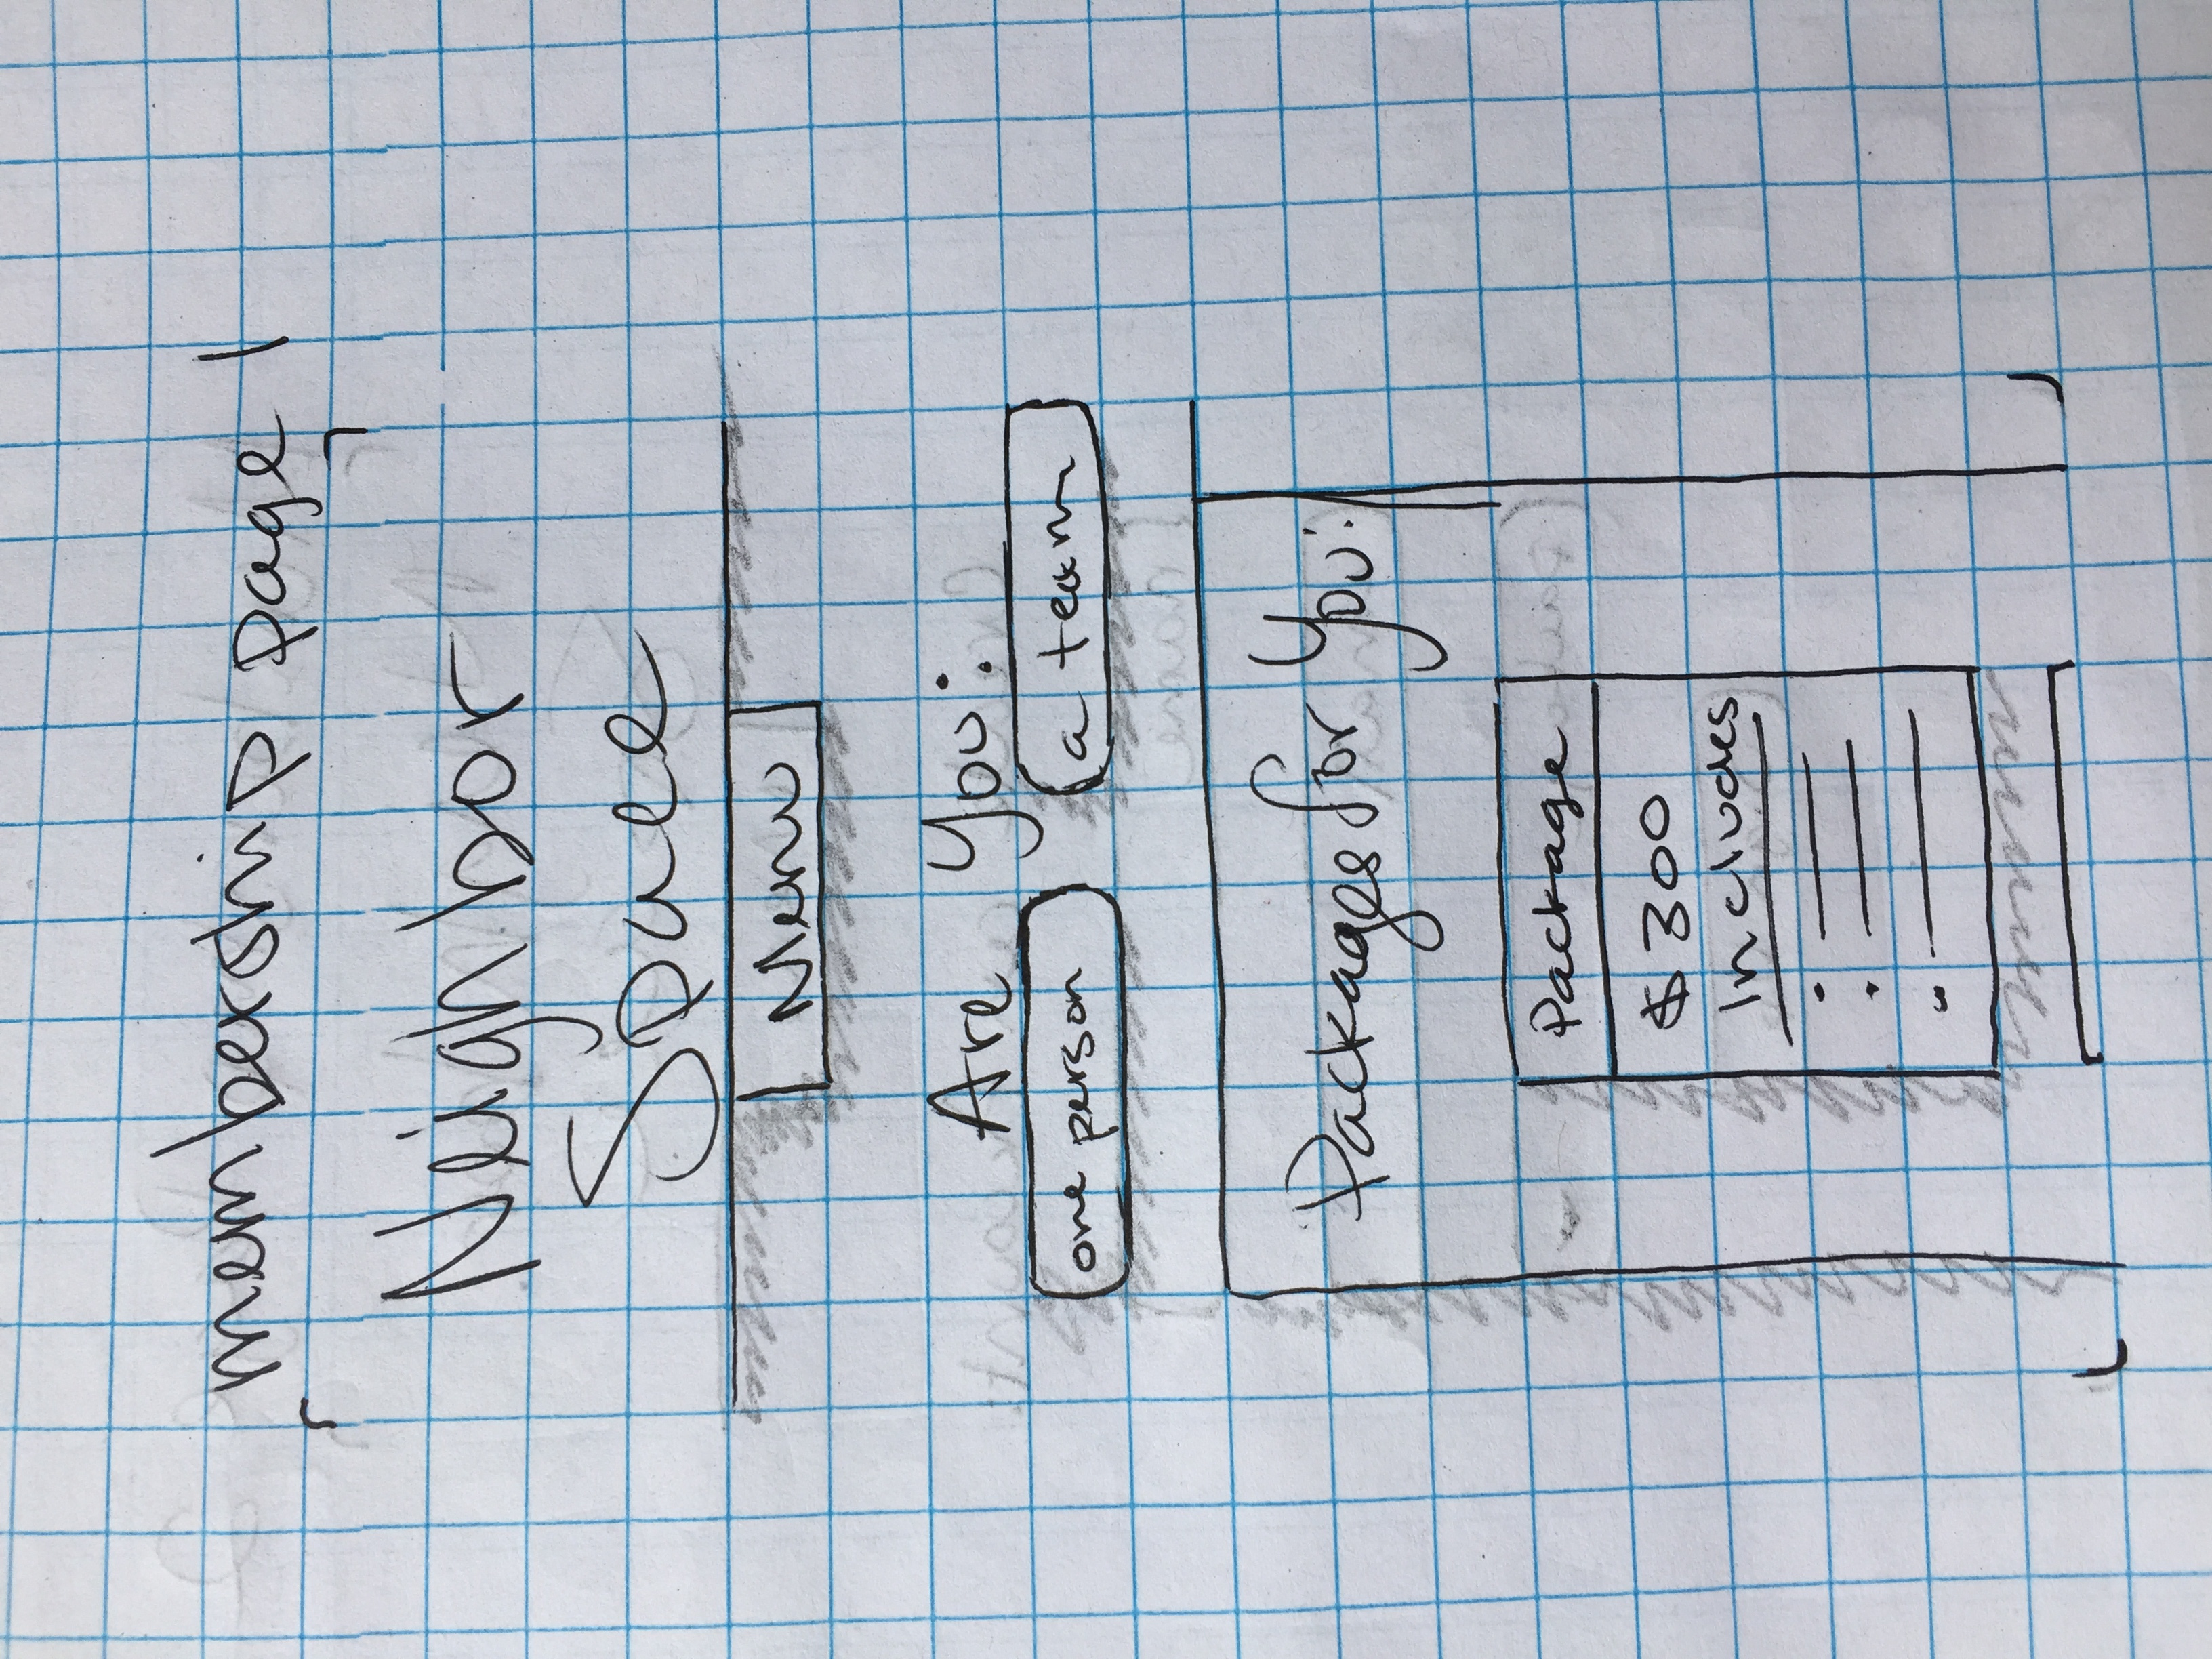 membership page 1
Neighbor
Space
Menu
Are You:
one person
a team
Packages for You:
Package
$300
Includes